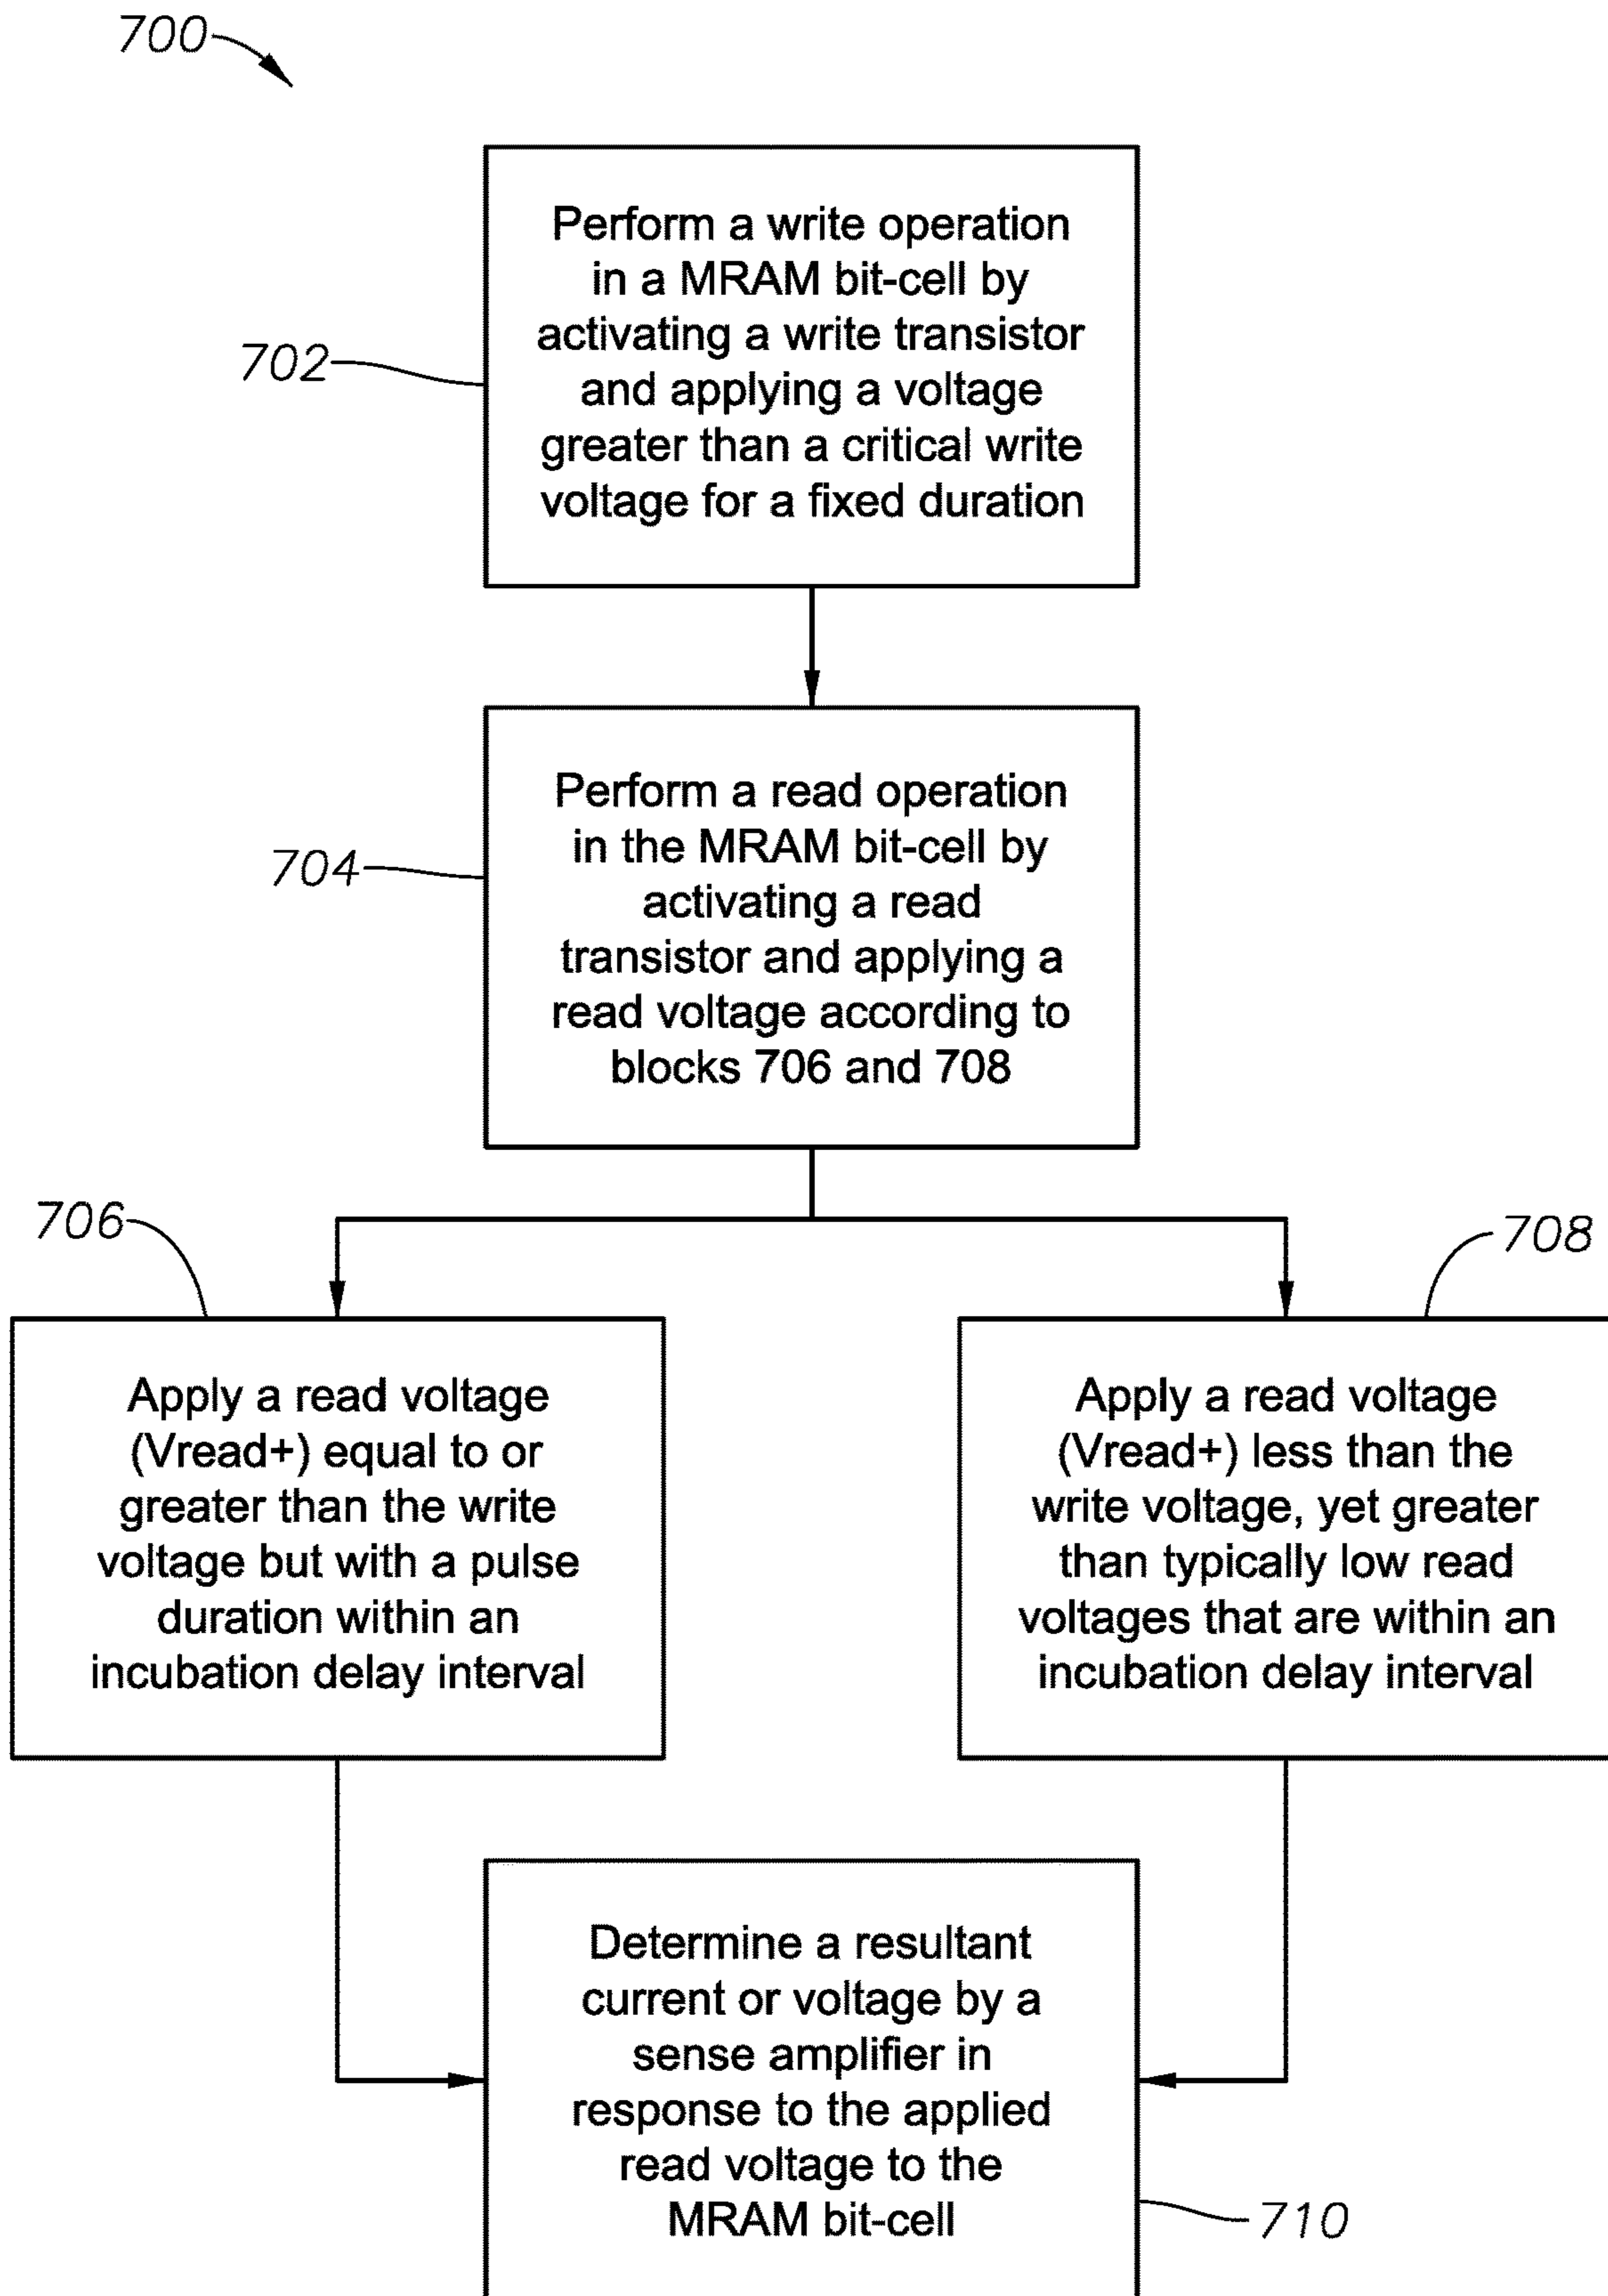 700
Perform a write operation
in a MRAM bit-cell by
activating a write transistor
and applying a voltage
greater than a critical write
voltage for a fixed duration
702
Perform a read operation
in the MRAM bit-cell by
activating a read
transistor and applying a
read voltage according to
blocks 706 and 708
704
706
Apply a read voltage
(Vread+) equal to or
greater than the write
voltage but with a pulse
duration within an
incubation delay interval
708
Apply a read voltage
(Vread+) less than the
write voltage, yet greater
than typically low read
voltages that are within an
incubation delay interval
Determine a resultant
current or voltage by a
sense amplifier in
response to the applied
read voltage to the
MRAM bit-cell
710